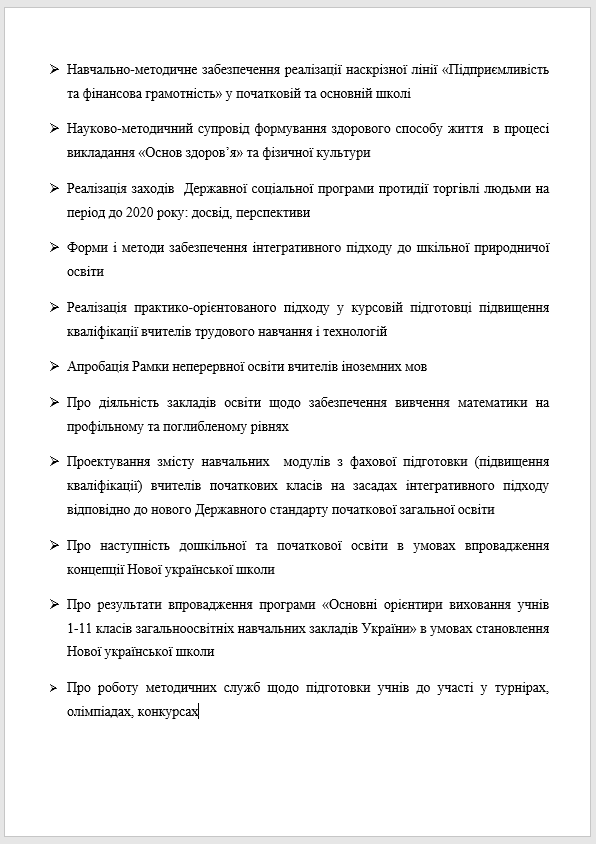 ➢ Навчально-методичне забезпечення реалізації наскрізної лінії «Підприємливість
та фінансова грамотність» у початковій та основній школі
➢ Науково-методичний супровід формування здорового способу життя  в процесі
викладання «Основ здоров’я» та фізичної культури
➢ Реалізація заходів  Державної соціальної програми протидії торгівлі людьми на
період до 2020 року: досвід, перспективи
➢ Форми і методи забезпечення інтегративного підходу до шкільної природничої
освіти
➢ Реалізація практико-орієнтованого підходу у курсовій підготовці підвищення
кваліфікації вчителів трудового навчання і технологій
➢ Апробація Рамки неперервної освіти вчителів іноземних мов
➢ Про діяльність закладів освіти щодо забезпечення вивчення математики на
профільному та поглибленому рівнях
➢ Проектування змісту навчальних  модулів з фахової підготовки (підвищення
кваліфікації) вчителів початкових класів на засадах інтегративного підходу
відповідно до нового Державного стандарту початкової загальної освіти
➢ Про наступність дошкільної та початкової освіти в умовах впровадження
концепції Нової української школи
➢ Про результати впровадження програми «Основні орієнтири виховання учнів
1-11 класів загальноосвітніх навчальних закладів України» в умовах становлення
Нової української школи
➢ Про роботу методичних служб щодо підготовки учнів до участі у турнірах,
олімпіадах, конкурсах